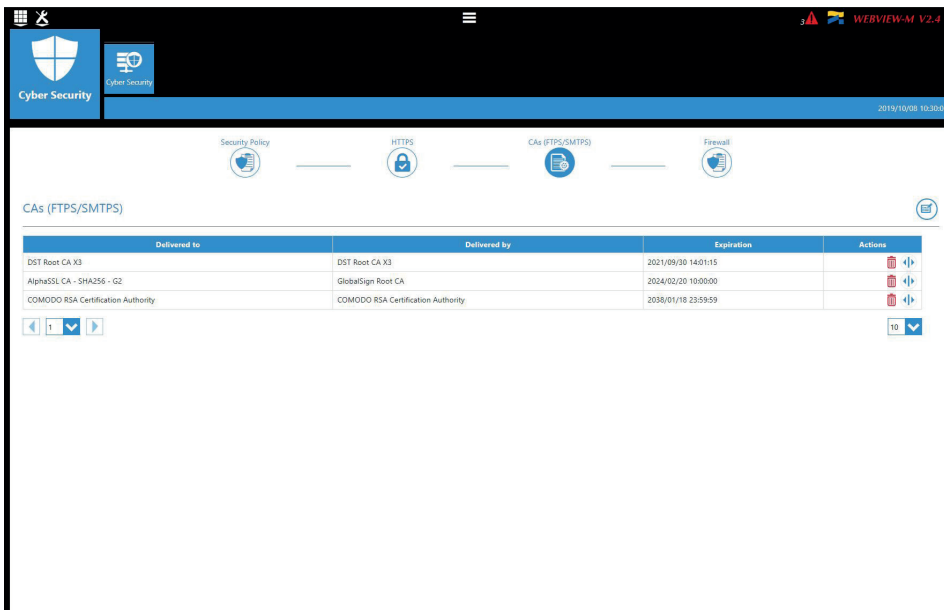 3
WEBVIEW-M V2.4
Cyber Security
Cyber Security
2019/10/08 10:30:0
Security Policy
HTTPS
CAs (FTPS/SMTPS)
Firewall
CAs (FTPS/SMTPS)
Delivered to Delivered by Expiration Actions
DST Root CA X3 DST Root CA X3 2021/09/30 14:01:15
AlphaSSL CA - SHA256 - G2 GlobalSign Root CA 2024/02/20 10:00:00
COMODO RSA Certification Authority COMODO RSA Certification Authority 2038/01/18 23:59:59
1 10